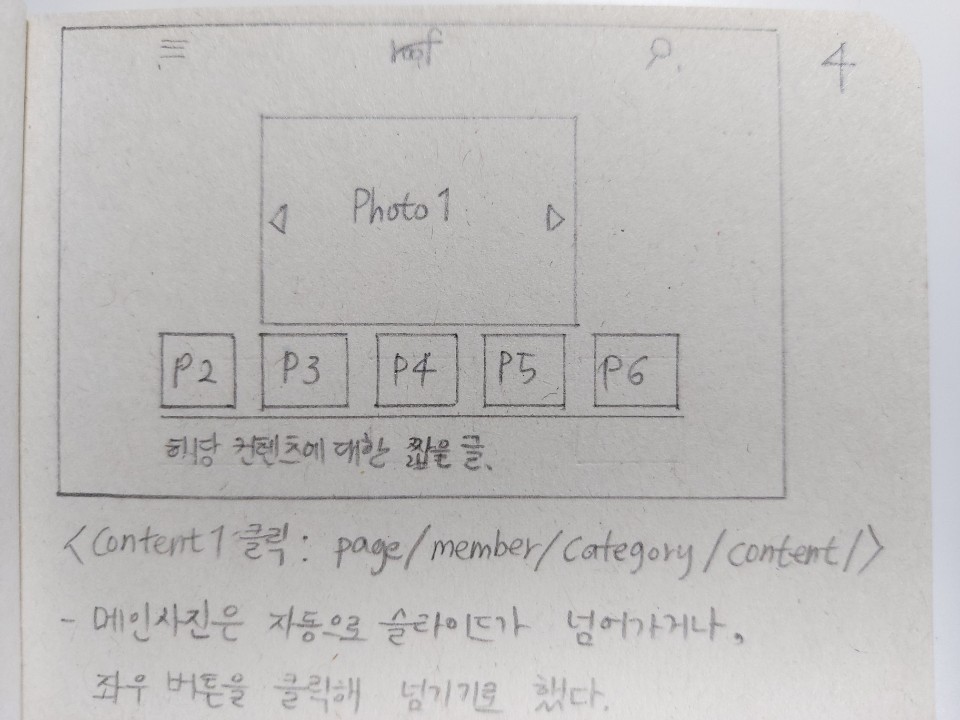 roof
4
Photo 1
P2 P3 P4 P5 P6
해당 컨텐츠에 대한 짧을 글.
<Content 1 클릭: page/member/category/content/>
- 메인사진은 자동으로 슬라이드가 넘어가거나,
좌우 버튼을 클릭해 넘기기로 했다.